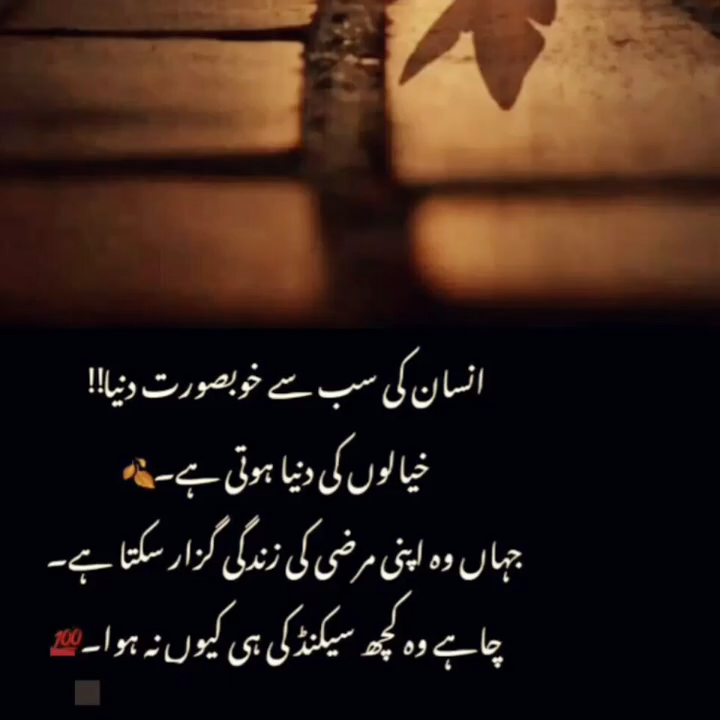 انسان کی سب سے خوبصورت دنیا!!
خیالوں کی دنیا ہوتی ہے۔🍂
جہاں وہ اپنی مرضی کی زندگی گزار سکتا ہے۔
چاہے وہ کچھ سیکنڈ کی ہی کیوں نہ ہوا۔💯